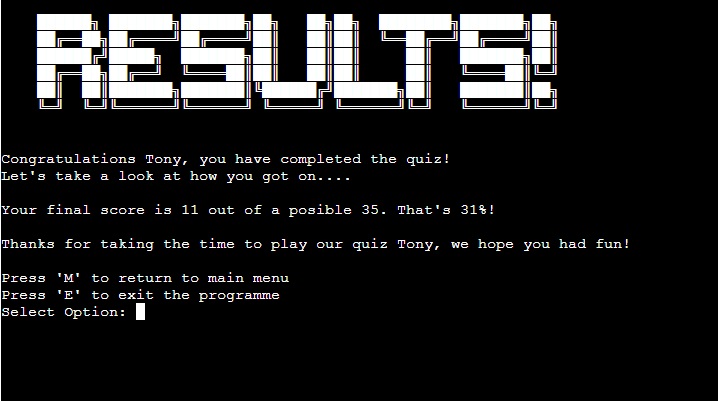 RESULTS!
Congratulations Tony, you have completed the quiz!
Let's take a look at how you got on....
Your final score is 11 out of a posible 35. That's 31%!
Thanks for taking the time to play our quiz Tony, we hope you had fun!
Press 'M' to return to main menu
Press 'E' to exit the programme
Select Option: